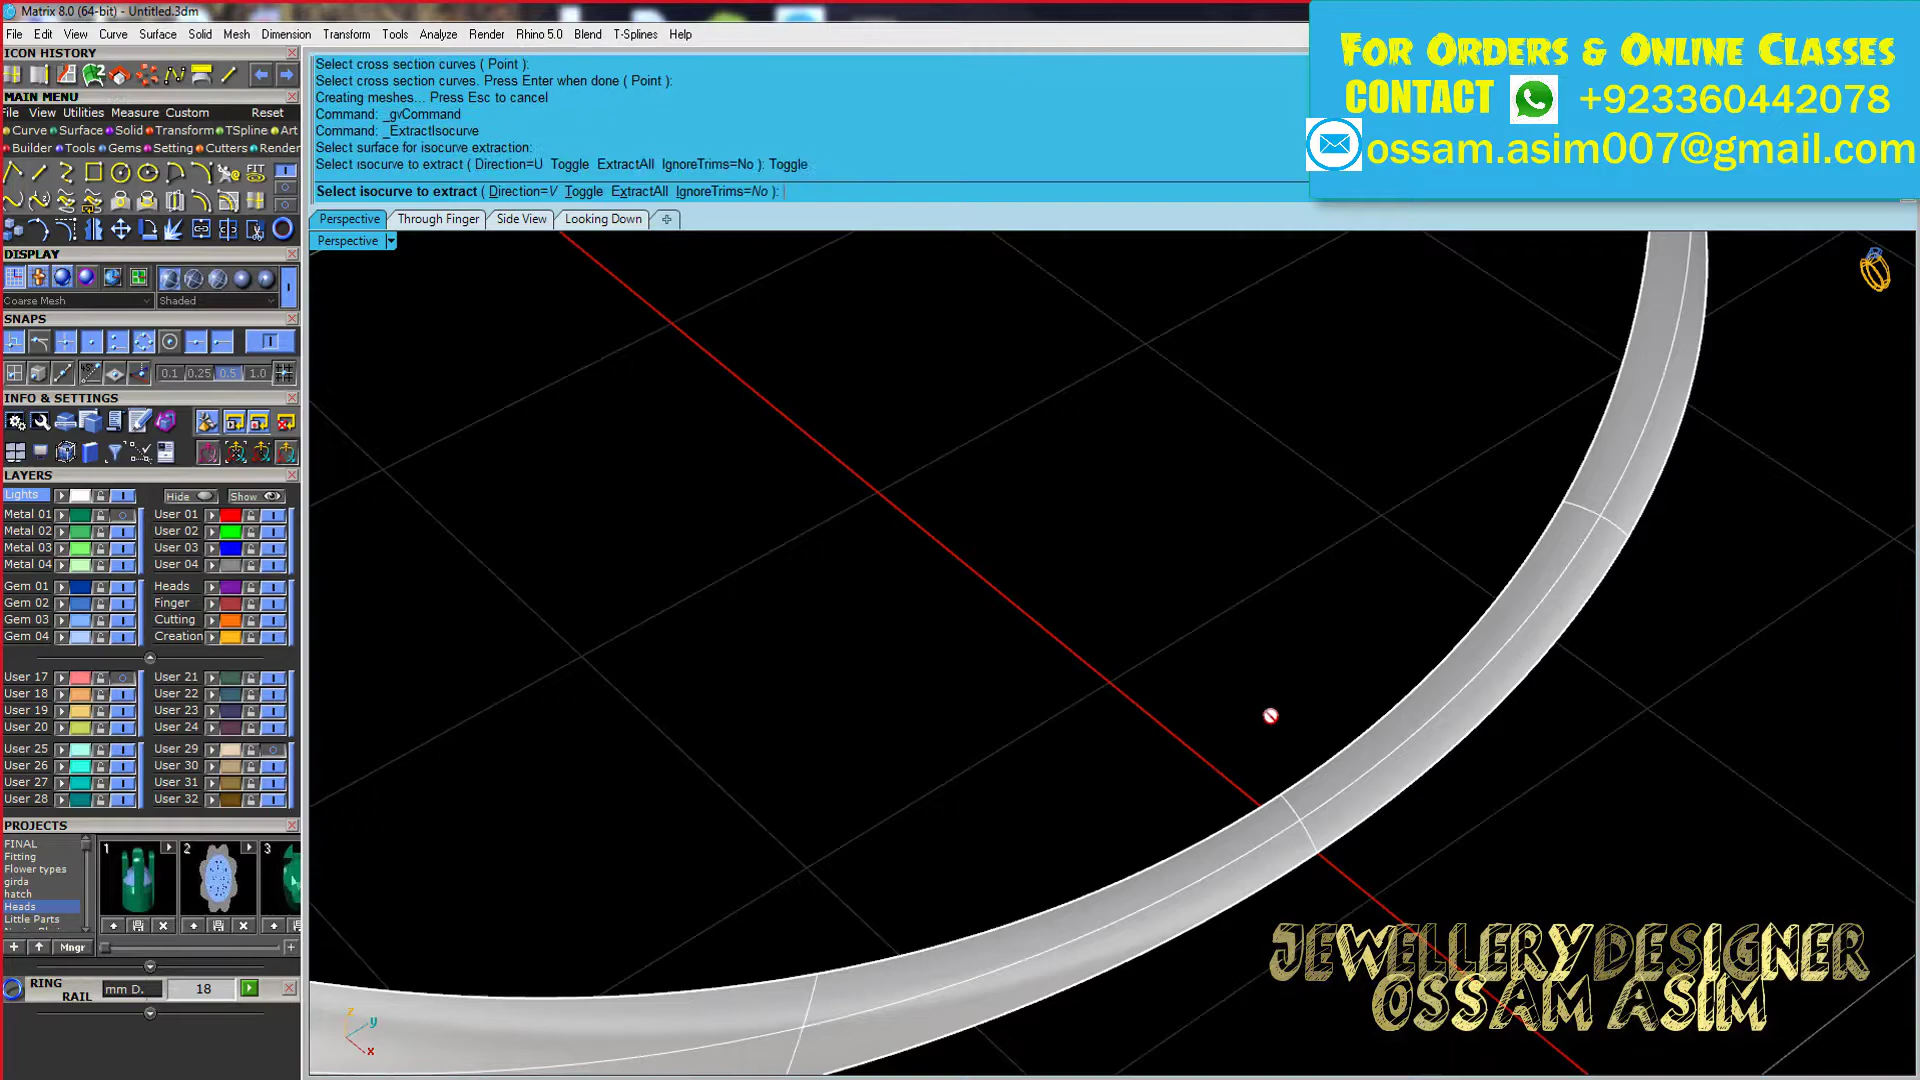 Matrix 8.0 (64-bit) - Untitled.3dm
File Edit View Curve Surface Solid Mesh Dimension Transform Tools Analyze Render Rhino 5.0 Blend T-Splines Help
For Orders & Online Classes
CONTACT +923360442078
ossam.asim007@gmail.com
ICON HISTORY
MAIN MENU
File View Utilities Measure Custom Reset
Curve Surface Solid Transform TSpline Art
Builder Tools Gems Setting Cutters Render
FIT
Select cross section curves ( Point ):
Select cross section curves. Press Enter when done ( Point ):
Creating meshes... Press Esc to cancel
Command: _gvCommand
Command: _ExtractIsocurve
Select surface for isocurve extraction:
Select isocurve to extract ( Direction=U Toggle ExtractAll IgnoreTrims=No ): Toggle
Select isocurve to extract ( Direction=V Toggle ExtractAll IgnoreTrims=No ):
Perspective Through Finger Side View Looking Down
Perspective
DISPLAY
Coarse Mesh Shaded
SNAPS
0.1 0.25 0.5 1.0
INFO & SETTINGS
LAYERS
Lights Hide Show
Metal 01 User 01
Metal 02 User 02
Metal 03 User 03
Metal 04 User 04
Gem 01 Heads
Gem 02 Finger
Gem 03 Cutting
Gem 04 Creation
User 17 User 21
User 18 User 22
User 19 User 23
User 20 User 24
User 25 User 29
User 26 User 30
User 27 User 31
User 28 User 32
PROJECTS
FINAL
Fitting
Flower types
girda
hatch
Heads
Little Parts
1 2 3
Mngr
RING RAIL mm D. 18
z
y
x
JEWELLERY DESIGNER
OSSAM ASIM